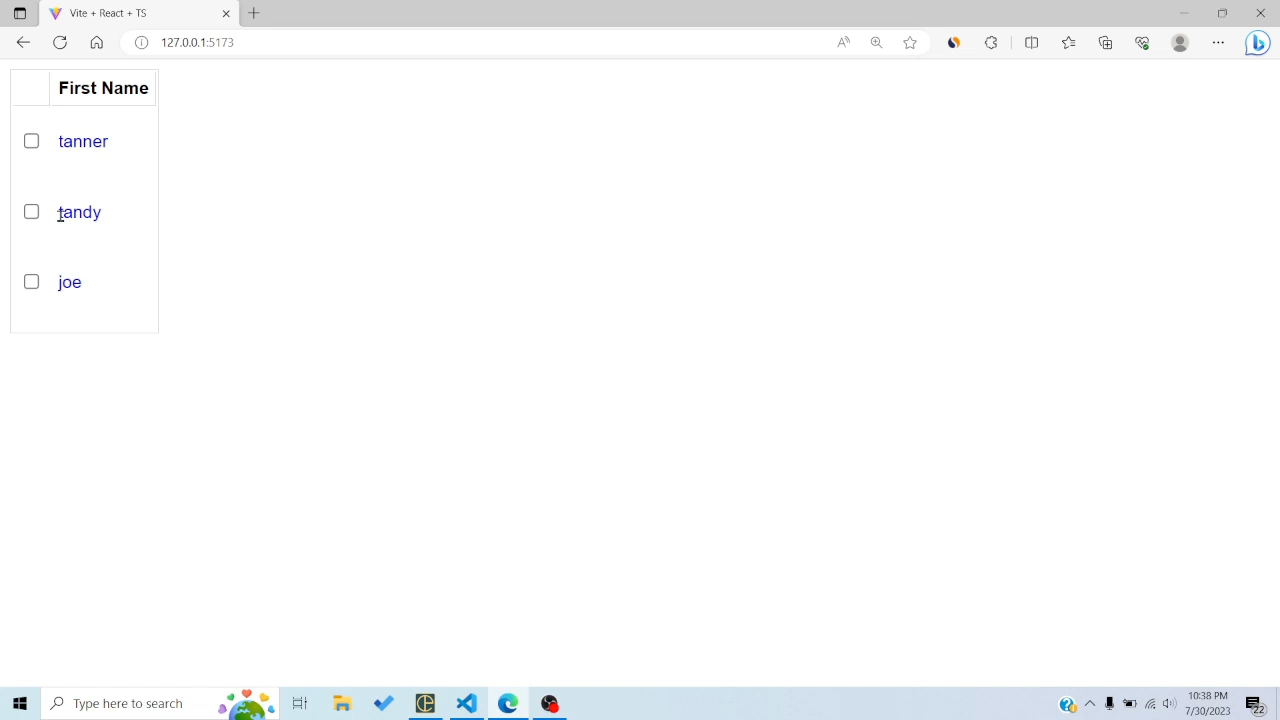 Vite + React + TS
127.0.0.1:5173
First Name
tanner
tandy
joe
Type here to search
10:38 PM
7/30/2023
22